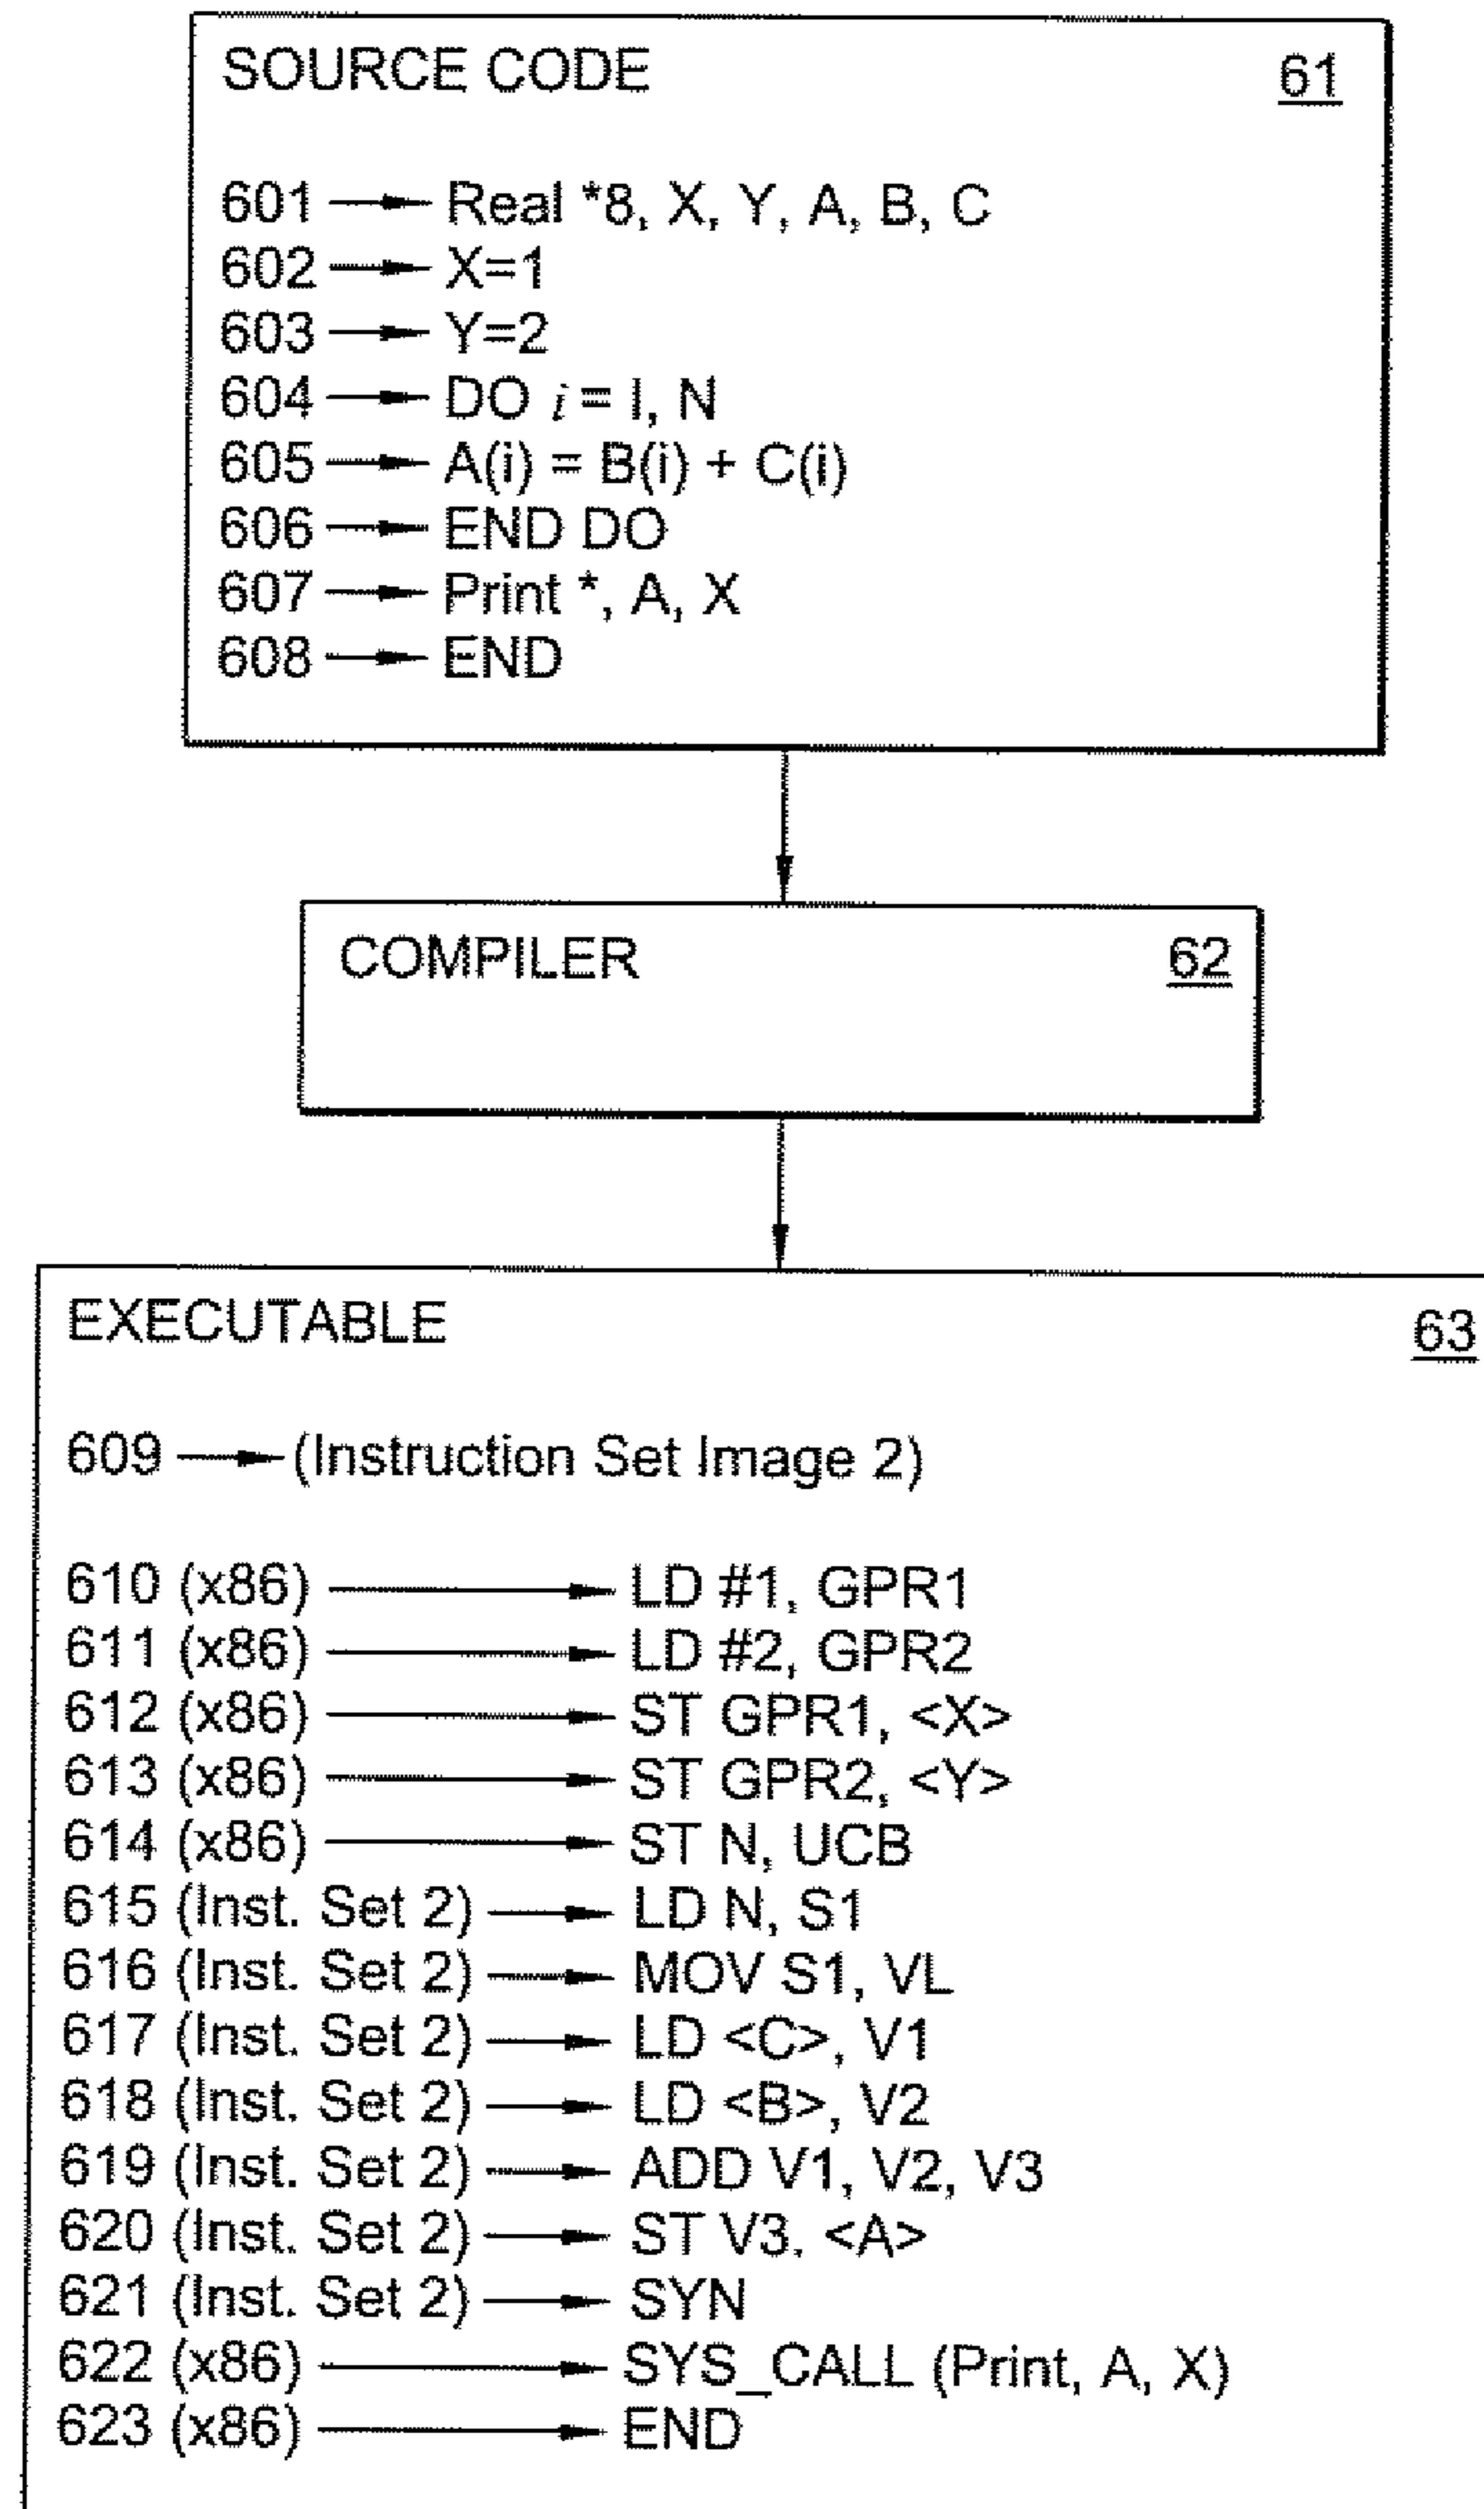 SOURCE CODE 61
601 Real *8, X, Y, A, B, C
602 X=1
603 Y=2
604 DO i = I, N
605 A(i) = B(i) + C(i)
606 END DO
607 Print *, A, X
608 END
COMPILER 62
EXECUTABLE 63
609 (Instruction Set Image 2)
610 (x86) LD #1, GPR1
611 (x86) LD #2, GPR2
612 (x86) ST GPR1, <X>
613 (x86) ST GPR2, <Y>
614 (x86) ST N, UCB
615 (Inst. Set 2) LD N, S1
616 (Inst. Set 2) MOV S1, VL
617 (Inst. Set 2) LD <C>, V1
618 (Inst. Set 2) LD <B>, V2
619 (Inst. Set 2) ADD V1, V2, V3
620 (Inst. Set 2) ST V3, <A>
621 (Inst. Set 2) SYN
622 (x86) SYS_CALL (Print, A, X)
623 (x86) END